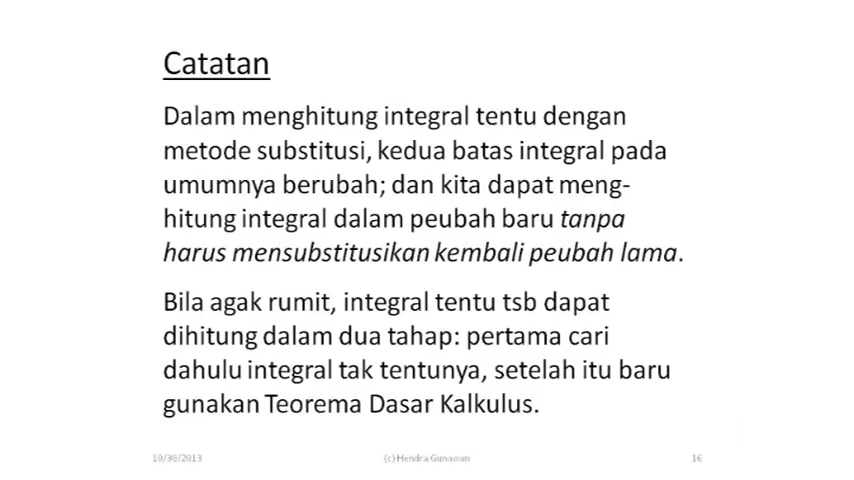 Catatan
Dalam menghitung integral tentu dengan
metode substitusi, kedua batas integral pada
umumnya berubah; dan kita dapat meng-
hitung integral dalam peubah baru tanpa
harus mensubstitusikan kembali peubah lama.
Bila agak rumit, integral tentu tsb dapat
dihitung dalam dua tahap: pertama cari
dahulu integral tak tentunya, setelah itu baru
gunakan Teorema Dasar Kalkulus.
10/30/2013 (c) Hendra Gunawan 16